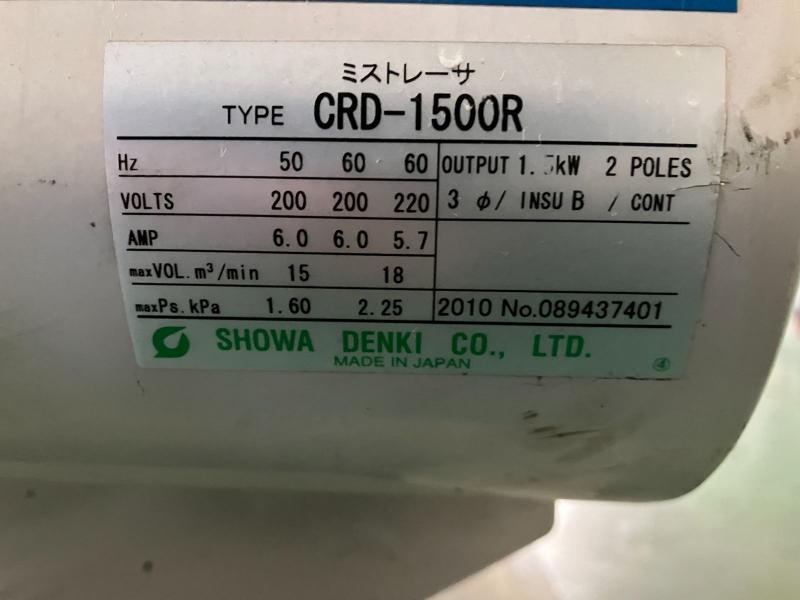 ミストレーサ
TYPE CRD-1500R
Hz 50 60 60 OUTPUT 1. kW 2 POLES
VOLTS 200 200 220 3 φ/ INSU B / CONT
AMP 6.0 6.0 5.7
maxVOL.m³/min 15 18
maxPs.kPa 1.60 2.25 2010 No.089437401
SHOWA DENKI CO., LTD.
MADE IN JAPAN
④